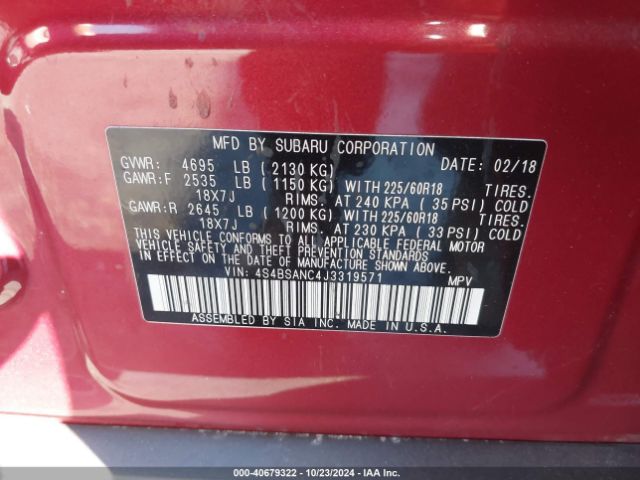 MFD BY SUBARU CORPORATION
GVWR: 4695 LB ( 2130 KG) DATE: 02/18
GAWR:F 2535 LB ( 1150 KG) WITH 225/60R18 TIRES.
18X7J RIMS. AT 240 KPA ( 35 PSI) COLD
GAWR:R 2645 LB ( 1200 KG) WITH 225/60R18 TIRES.
18X7J RIMS. AT 230 KPA ( 33 PSI) COLD
THIS VEHICLE CONFORMS TO ALL APPLICABLE FEDERAL MOTOR
VEHICLE SAFETY AND THEFT PREVENTION STANDARDS
IN EFFECT ON THE DATE OF MANUFACTURE SHOWN ABOVE.
VIN: 4S4BSANC4J3319571 MPV
ASSEMBLED BY SIA INC. MADE IN U.S.A.
000-40679322 | 10/23/2024 - IAA